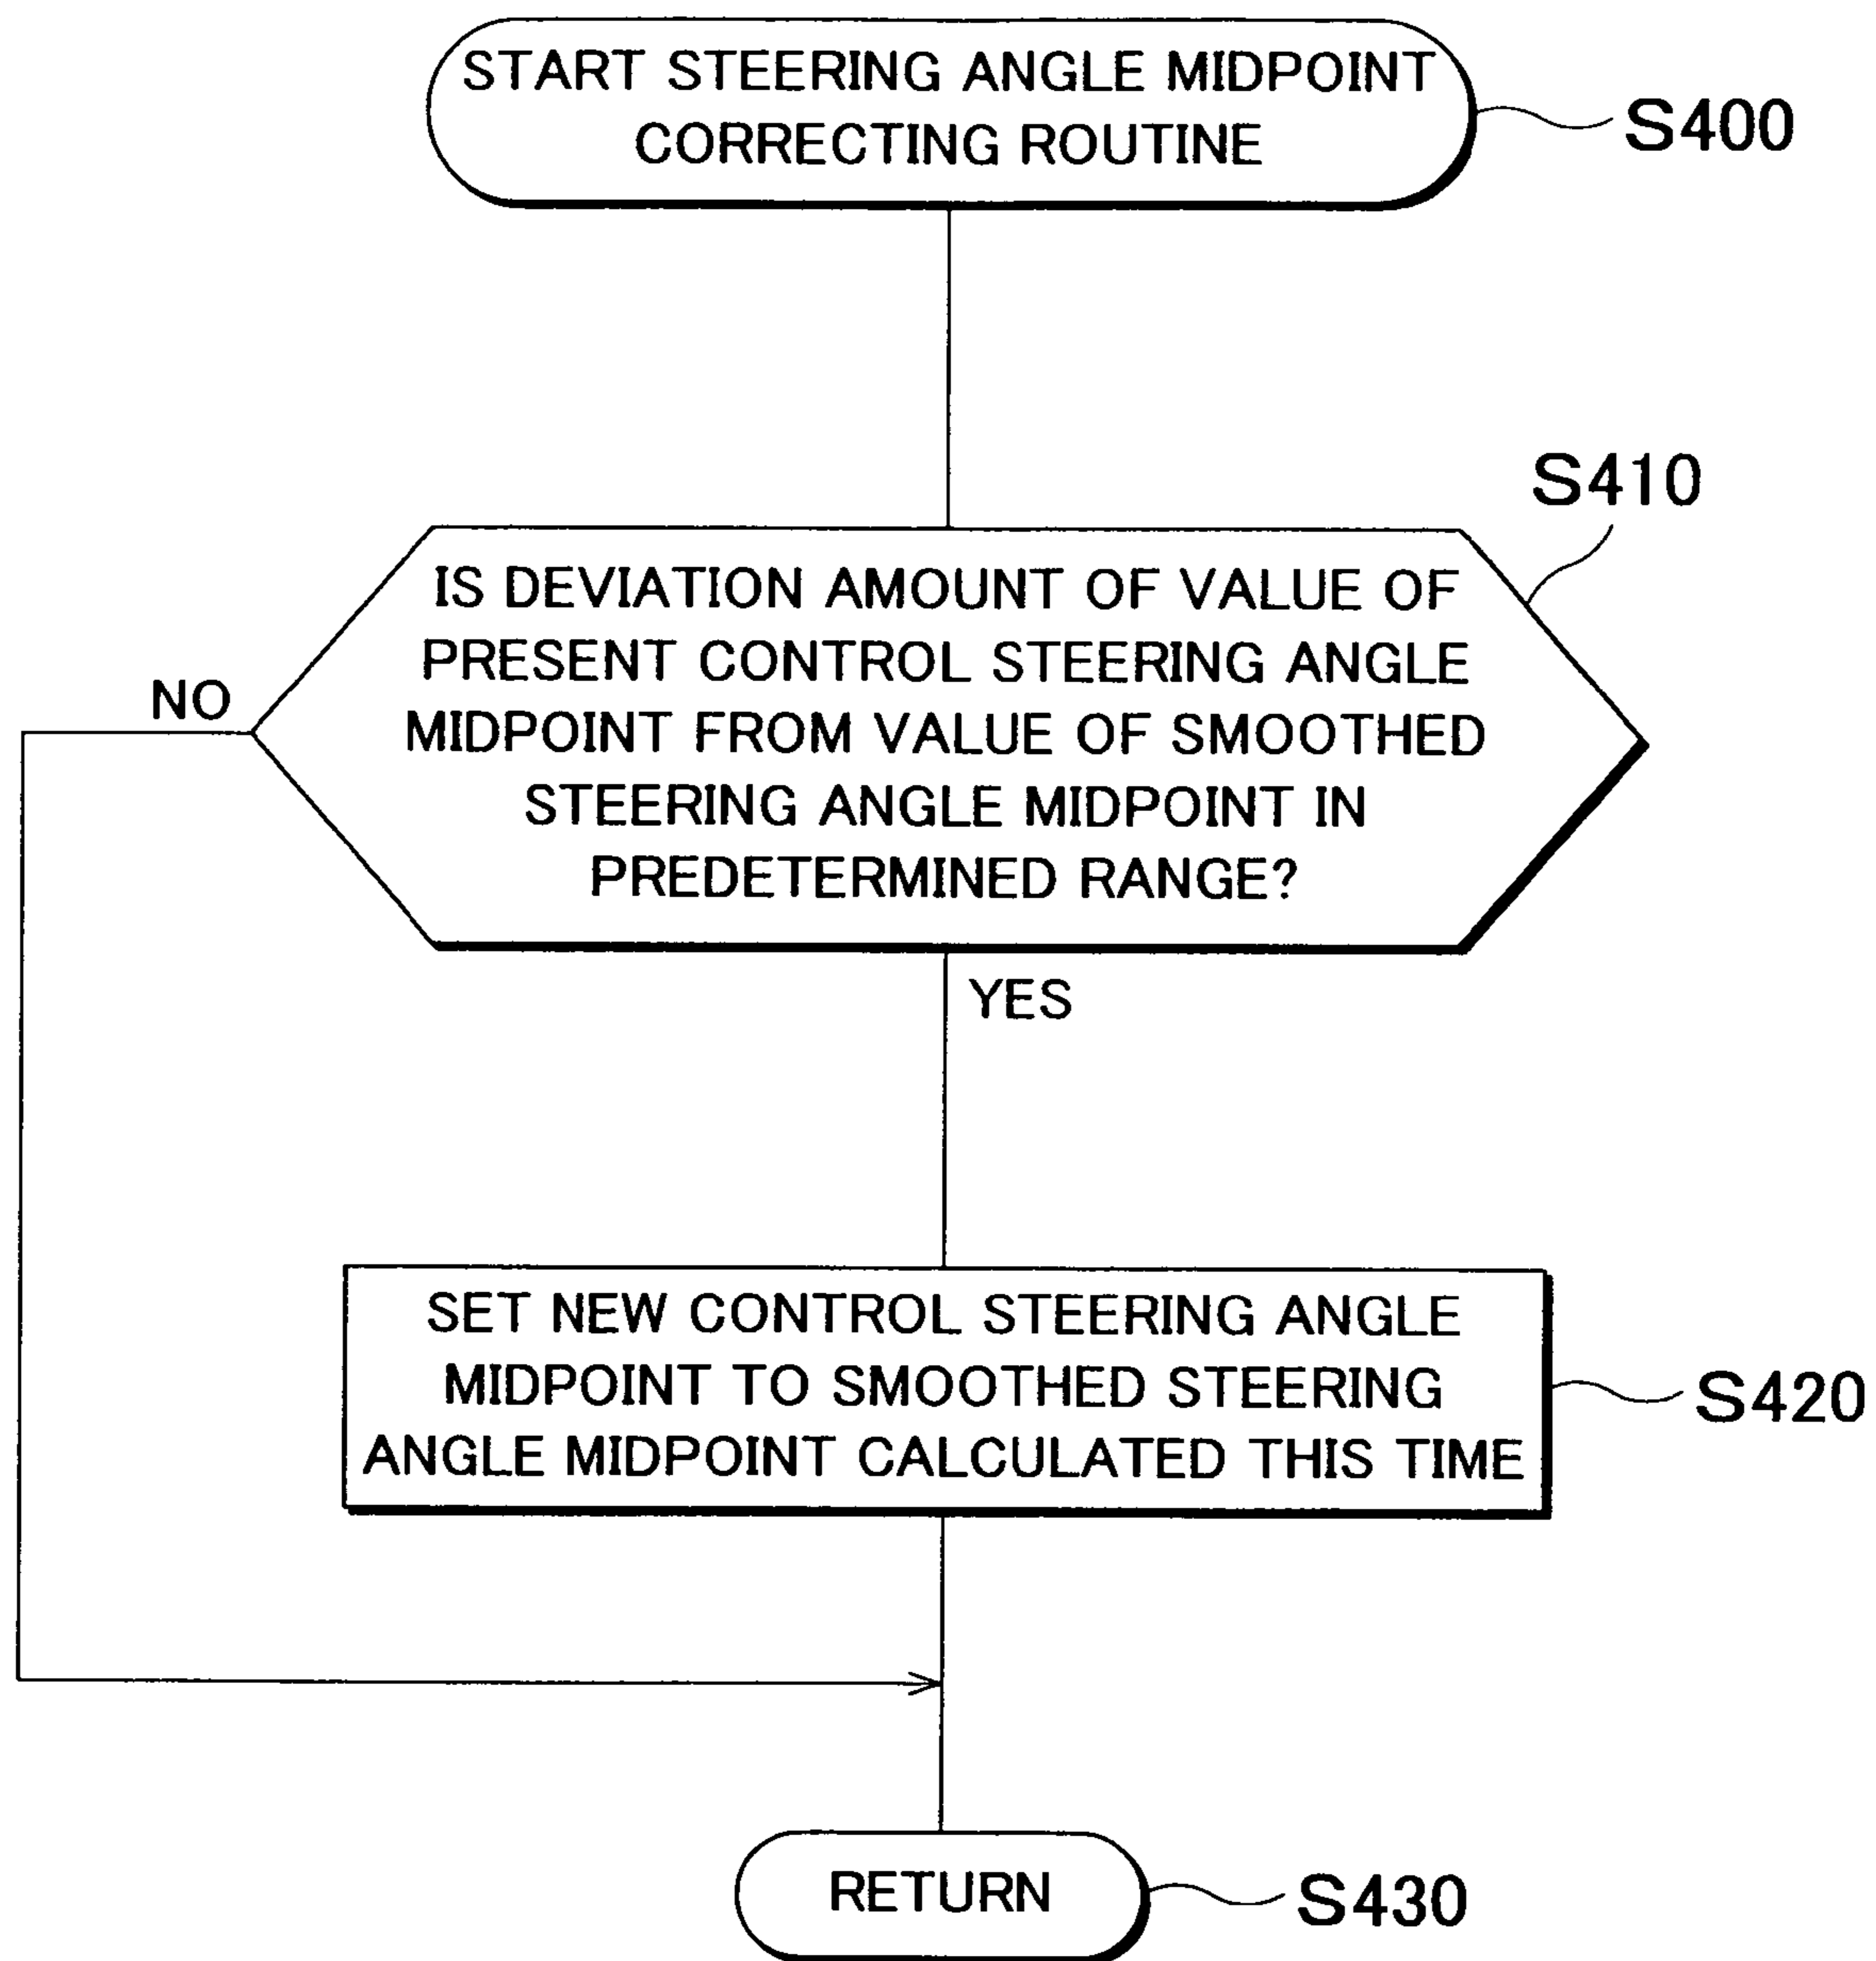 START STEERING ANGLE MIDPOINT
CORRECTING ROUTINE
S400
S410
IS DEVIATION AMOUNT OF VALUE OF
PRESENT CONTROL STEERING ANGLE
MIDPOINT FROM VALUE OF SMOOTHED
STEERING ANGLE MIDPOINT IN
PREDETERMINED RANGE?
NO
YES
SET NEW CONTROL STEERING ANGLE
MIDPOINT TO SMOOTHED STEERING
ANGLE MIDPOINT CALCULATED THIS TIME
S420
RETURN
S430